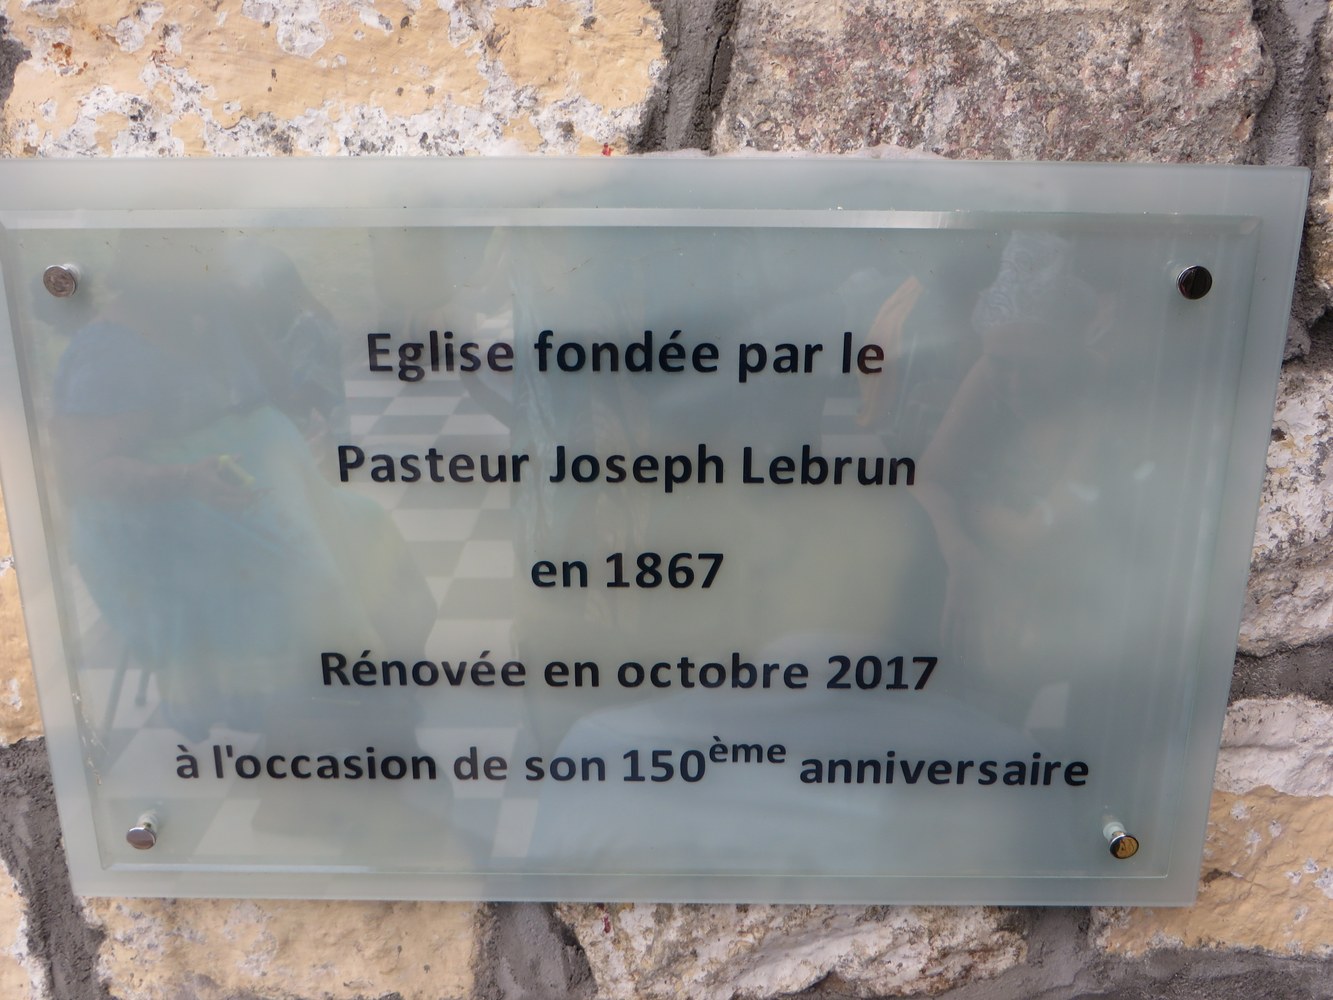 Eglise fondée par le
Pasteur Joseph Lebrun
en 1867
Rénovée en octobre 2017
à l'occasion de son 150ème anniversaire